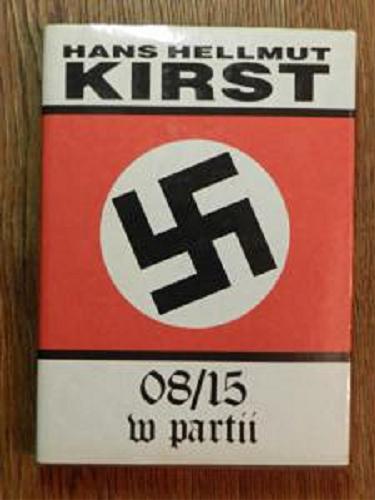 HANS HELLMUT
KIRST
08/15
w partii